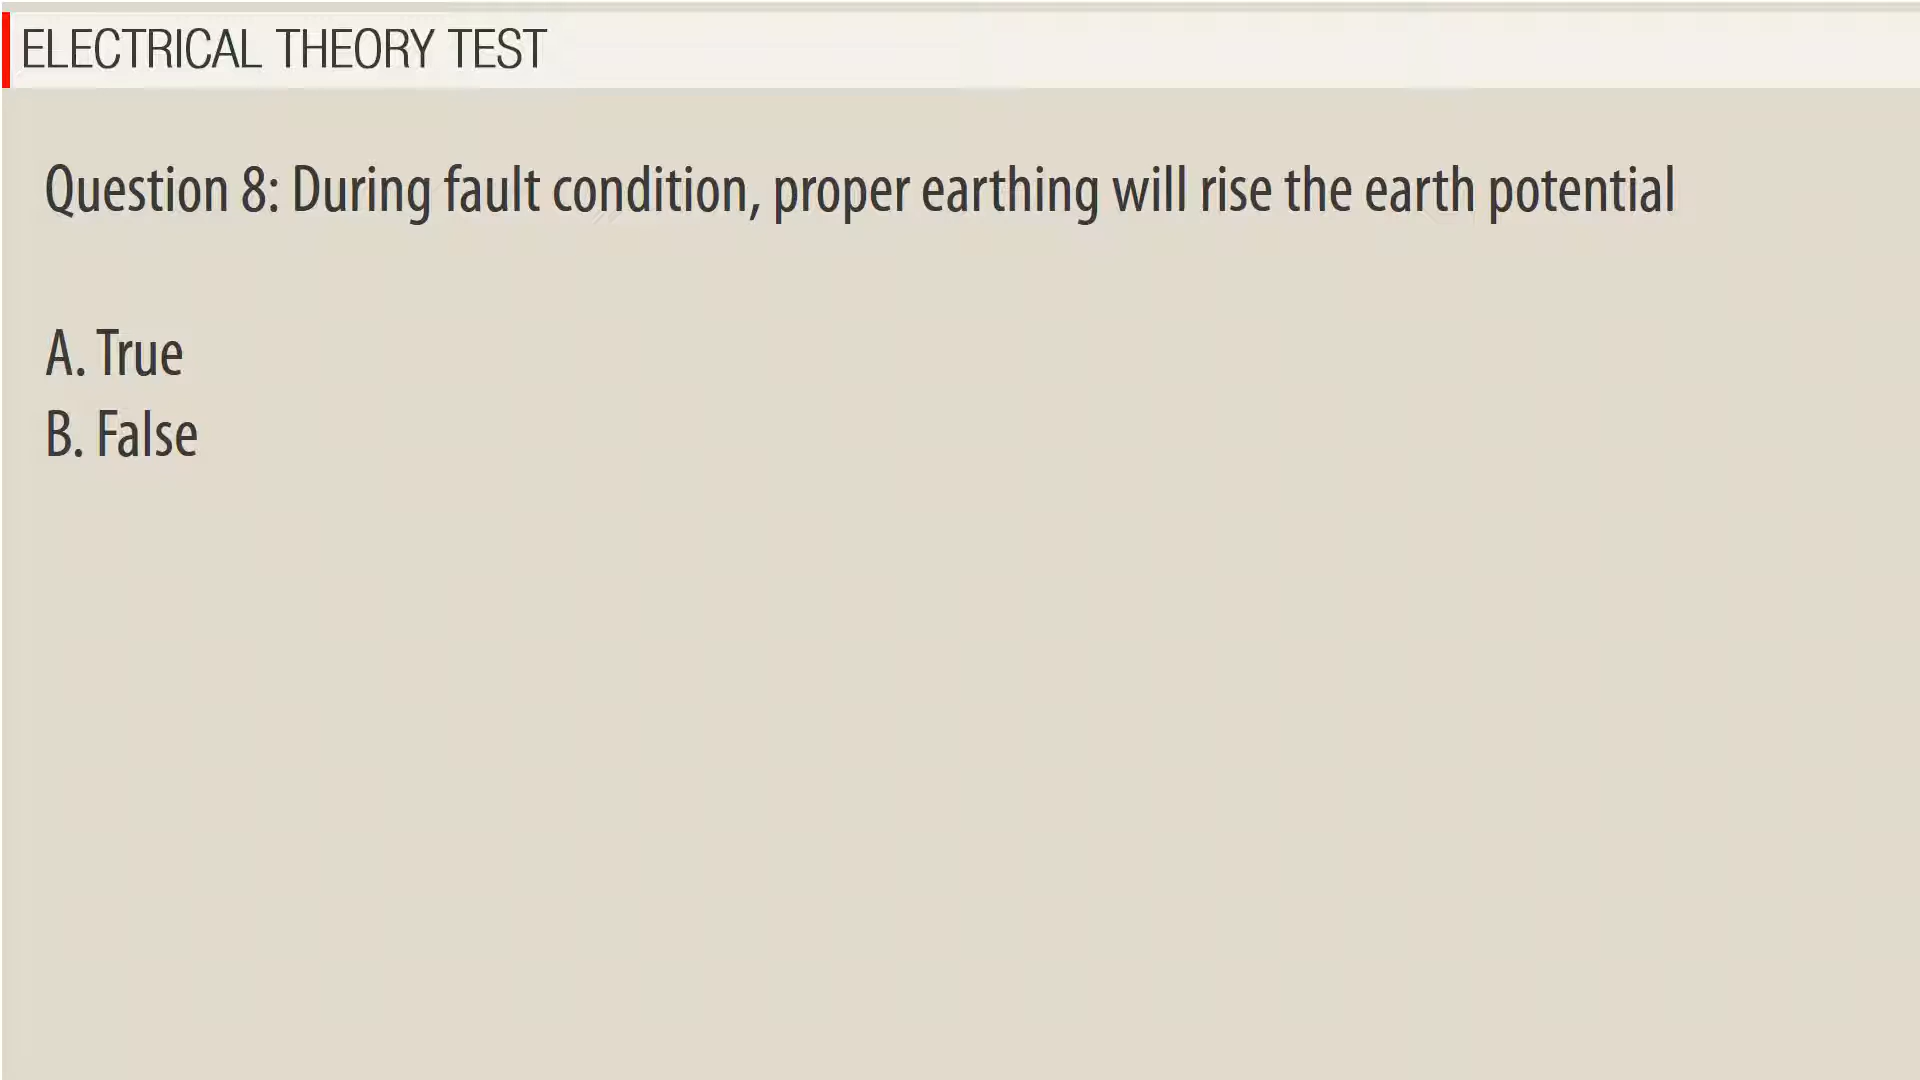 ELECTRICAL THEORY TEST
Question 8: During fault condition, proper earthing will rise the earth potential
A. True
B. False